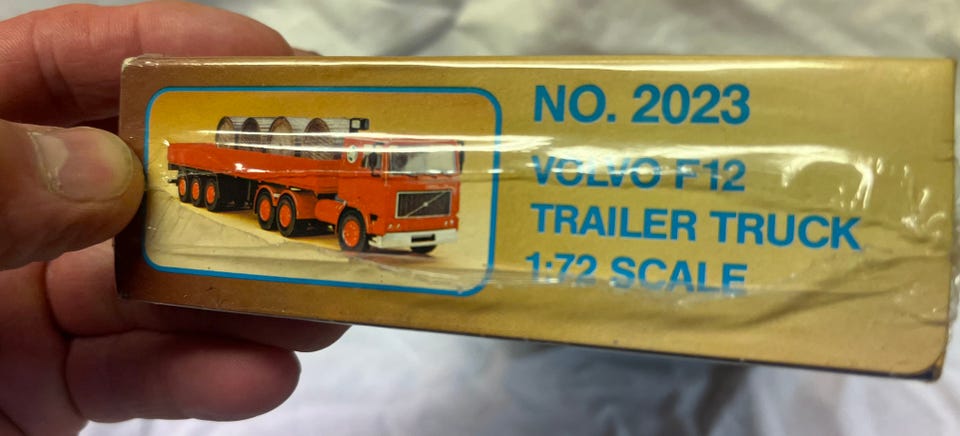 NO. 2023
VOLVO F12
TRAILER TRUCK
1:72 SCALE